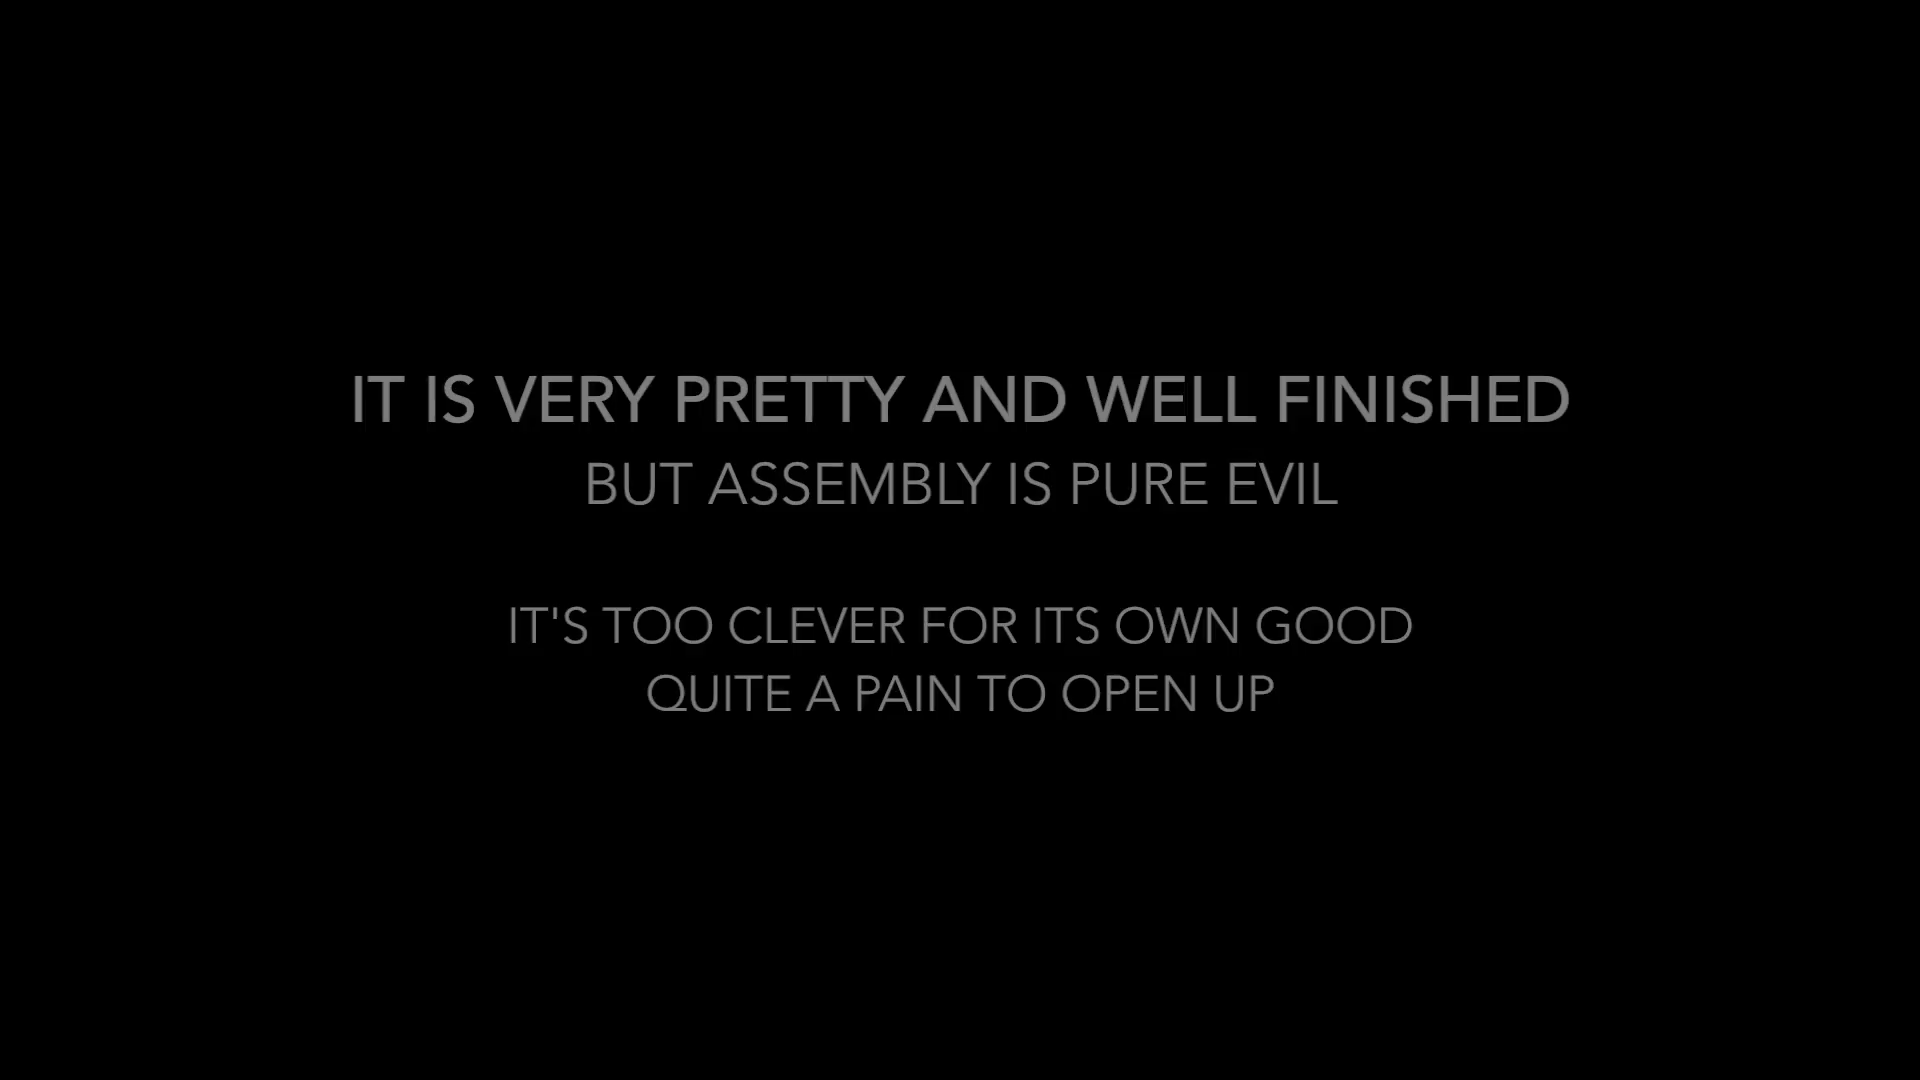 IT IS VERY PRETTY AND WELL FINISHED
BUT ASSEMBLY IS PURE EVIL
IT'S TOO CLEVER FOR ITS OWN GOOD
QUITE A PAIN TO OPEN UP